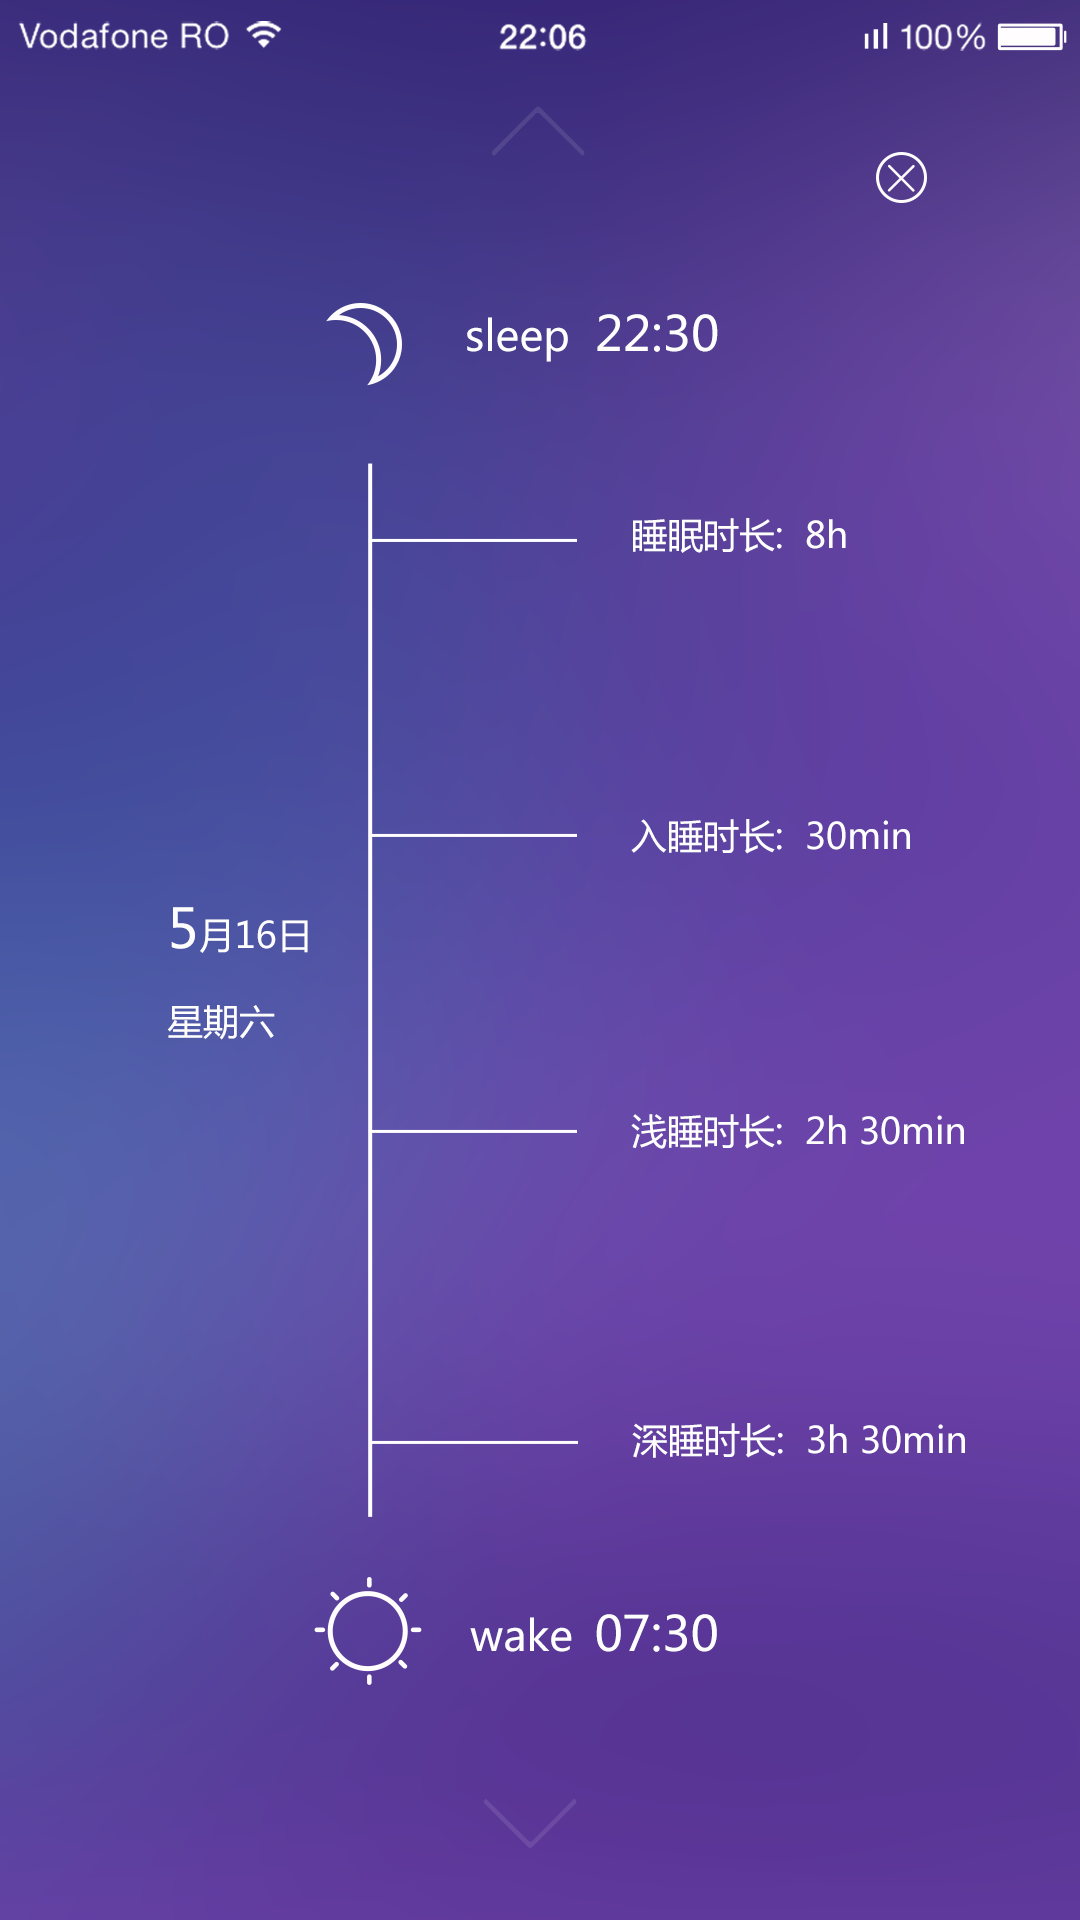 Vodafone RO 22:06 100%
sleep 22:30
睡眠时长: 8h
入睡时长: 30min
5月16日
星期六
浅睡时长: 2h 30min
深睡时长: 3h 30min
wake 07:30